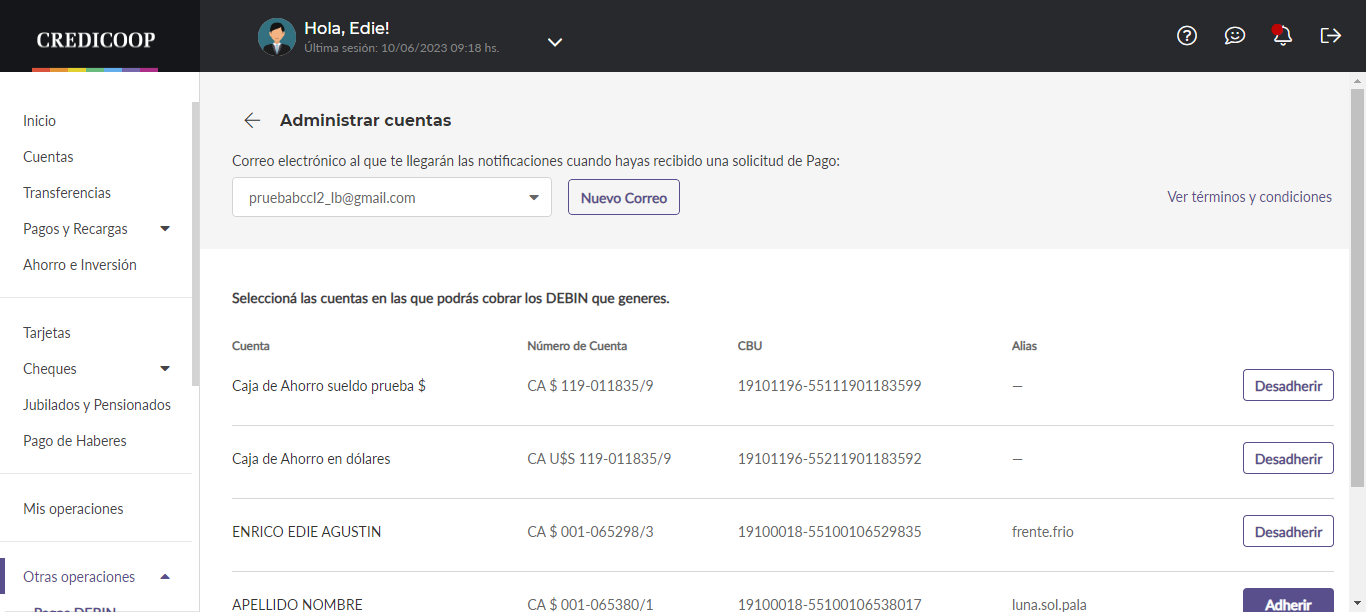 CREDICOOP
Hola, Edie!
Última sesión: 10/06/2023 09:18 hs.
Inicio
Cuentas
Transferencias
Pagos y Recargas
Ahorro e Inversión
Tarjetas
Cheques
Jubilados y Pensionados
Pago de Haberes
Mis operaciones
Otras operaciones
Pagos DEBIN
Administrar cuentas
Correo electrónico al que te llegarán las notificaciones cuando hayas recibido una solicitud de Pago:
pruebabccl2_lb@gmail.com
Nuevo Correo
Ver términos y condiciones
Seleccioná las cuentas en las que podrás cobrar los DEBIN que generes.
Cuenta Número de Cuenta CBU Alias
Caja de Ahorro sueldo prueba $ CA $ 119-011835/9 19101196-55111901183599 — Desadherir
Caja de Ahorro en dólares CA U$S 119-011835/9 19101196-55211901183592 — Desadherir
ENRICO EDIE AGUSTIN CA $ 001-065298/3 19100018-55100106529835 frente.frio Desadherir
APELLIDO NOMBRE CA $ 001-065380/1 19100018-55100106538017 luna.sol.pala Adherir